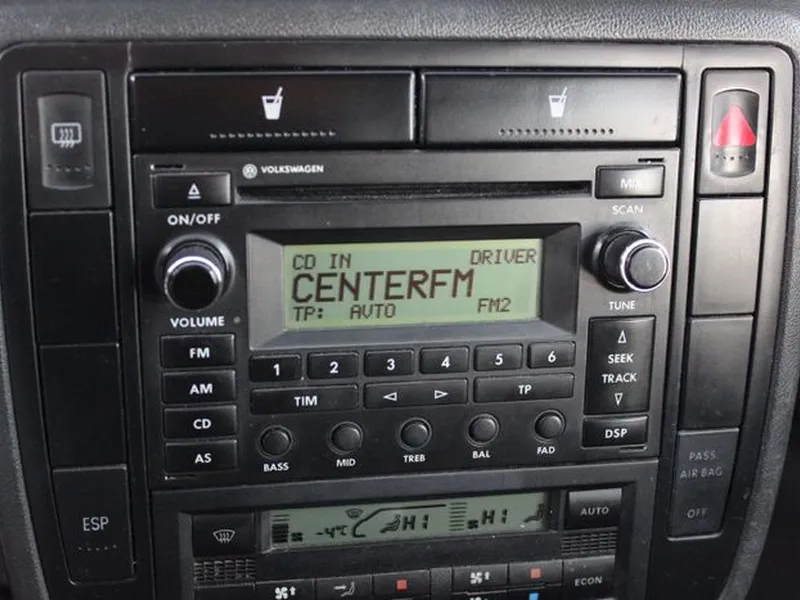 VOLKSWAGEN
MIX
ON/OFF
SCAN
CD IN DRIVER
CENTERFM
TP: AUTO FM2
VOLUME
TUNE
FM
1 2 3 4 5 6
SEEK
TRACK
AM
TIM
TP
CD
DSP
AS
BASS MID TREB BAL FAD
PASS
AIR BAG
OFF
ESP
-4°C HI HI
AUTO
ECON